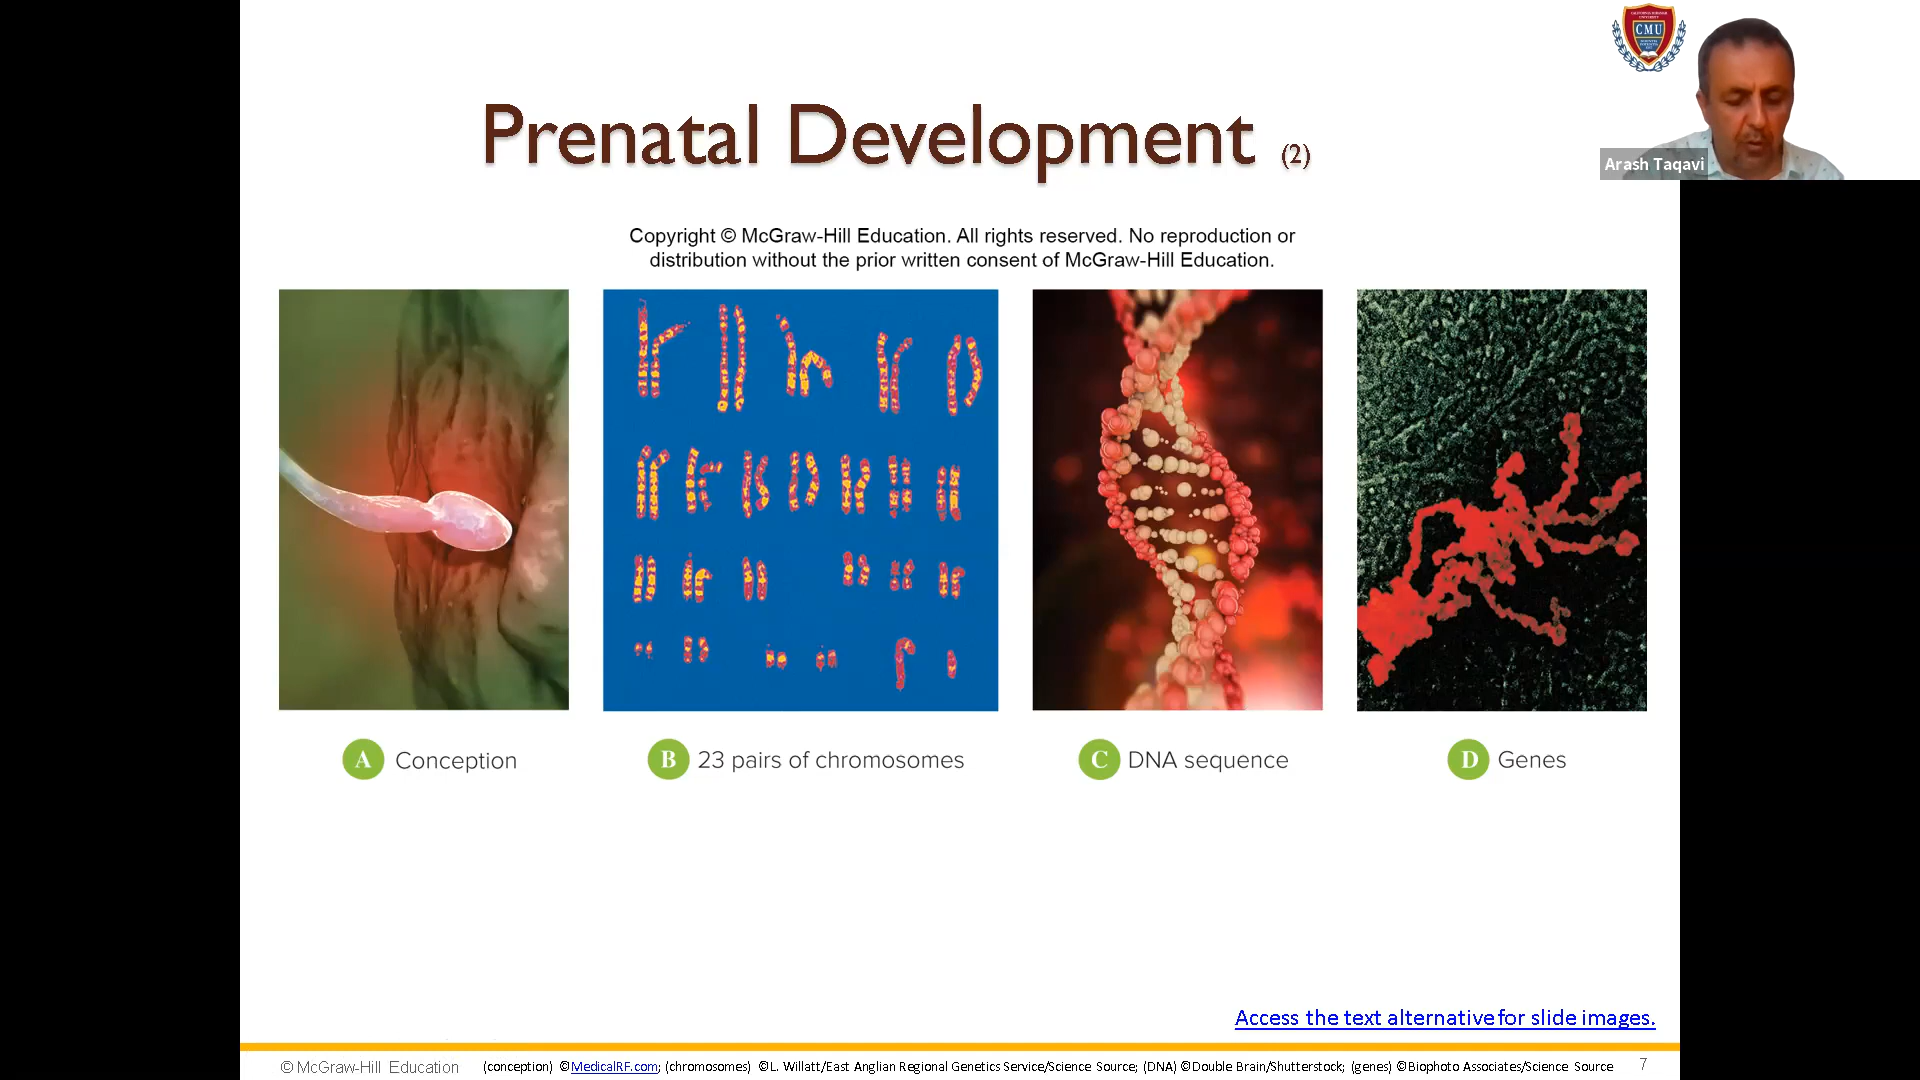 CMU
Arash Taqavi
Prenatal Development (2)
Copyright © McGraw-Hill Education. All rights reserved. No reproduction or
distribution without the prior written consent of McGraw-Hill Education.
A Conception
B 23 pairs of chromosomes
C DNA sequence
D Genes
Access the text alternative for slide images.
© McGraw-Hill Education
(conception) ©MedicalRF.com; (chromosomes) ©L. Willatt/East Anglian Regional Genetics Service/Science Source; (DNA) ©Double Brain/Shutterstock; (genes) ©Biophoto Associates/Science Source
7